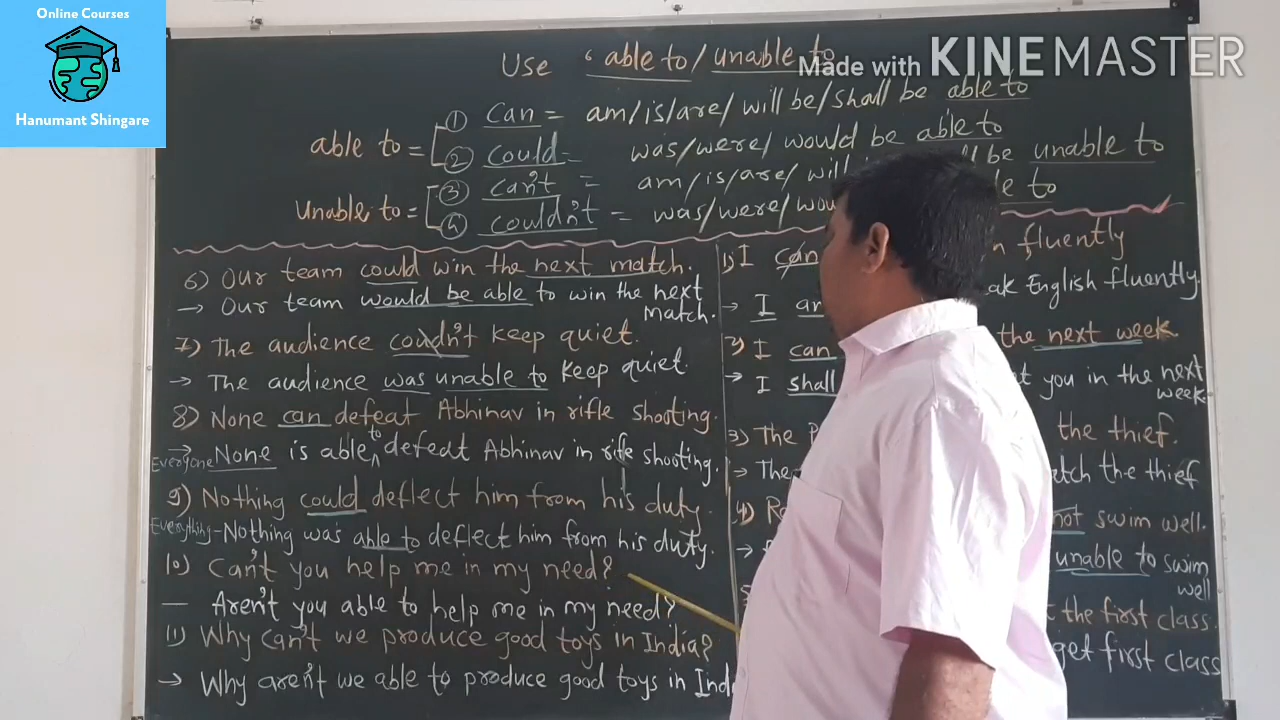 Online Courses
Hanumant Shingare
Made with KINEMASTER
Use ' able to / unable to
able to =
① Can = am/is/are/ will be/shall be able to
② Could = was/were/ would be able to
Unable to =
③ Can't = am/is/are/ will be unable to
④ Couldn't = was/were/ to
6) Our team could win the next match.
→ Our team would be able to win the next match.
7) The audience couldn't keep quiet.
→ The audience was unable to keep quiet.
8) None can defeat Abhinav in rifle shooting.
→ Everyone None is able to defeat Abhinav in rifle shooting.
9) Nothing could deflect him from his duty.
Everything - Nothing was able to deflect him from his duty.
10) Can't you help me in my need?
— Aren't you able to help me in my need?
11) Why can't we produce good toys in India?
→ Why aren't we able to produce good toys in Ind
1) I can fluently
→ I English fluently.
2) I can the next week
→ I shall you in the next week.
3) The the thief.
→ The the thief
4) not swim well.
→ unable to swim well
the first class.
get first class